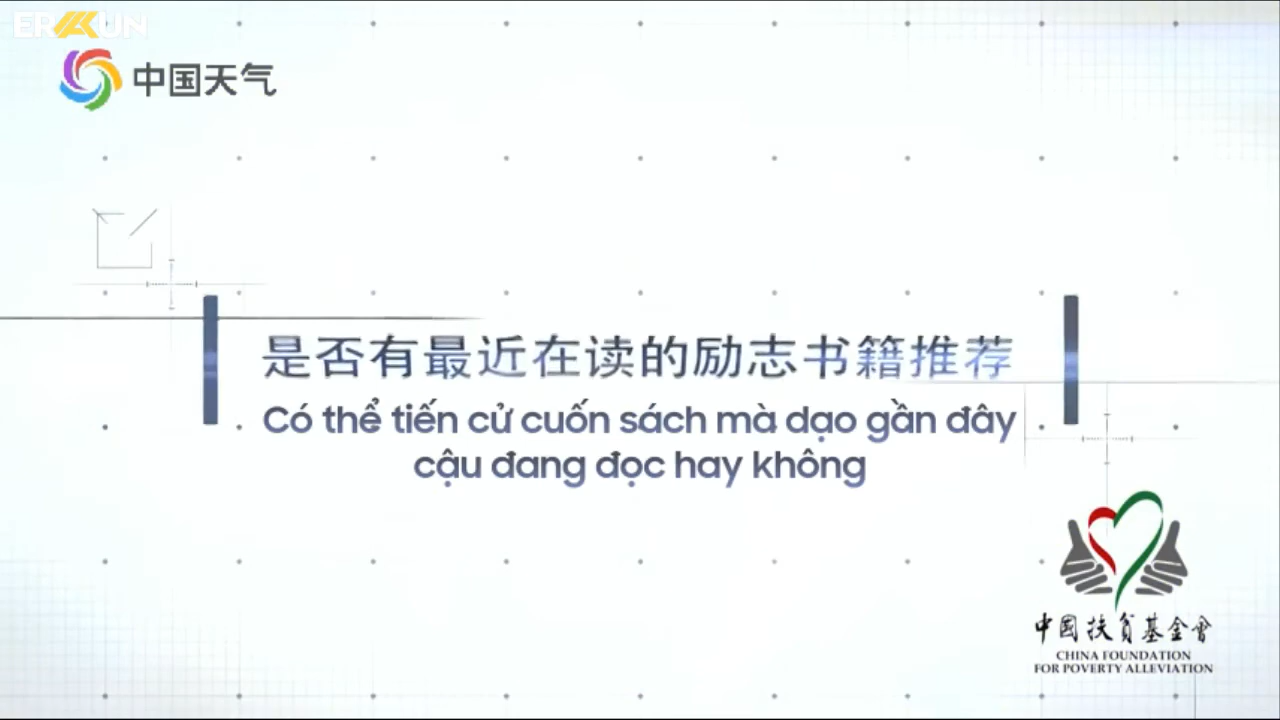 ERKUN
中国天气
是否有最近在读的励志书籍推荐
Có thể tiến cử cuốn sách mà dạo gần đây
cậu đang đọc hay không
中国扶贫基金會
CHINA FOUNDATION
FOR POVERTY ALLEVIATION